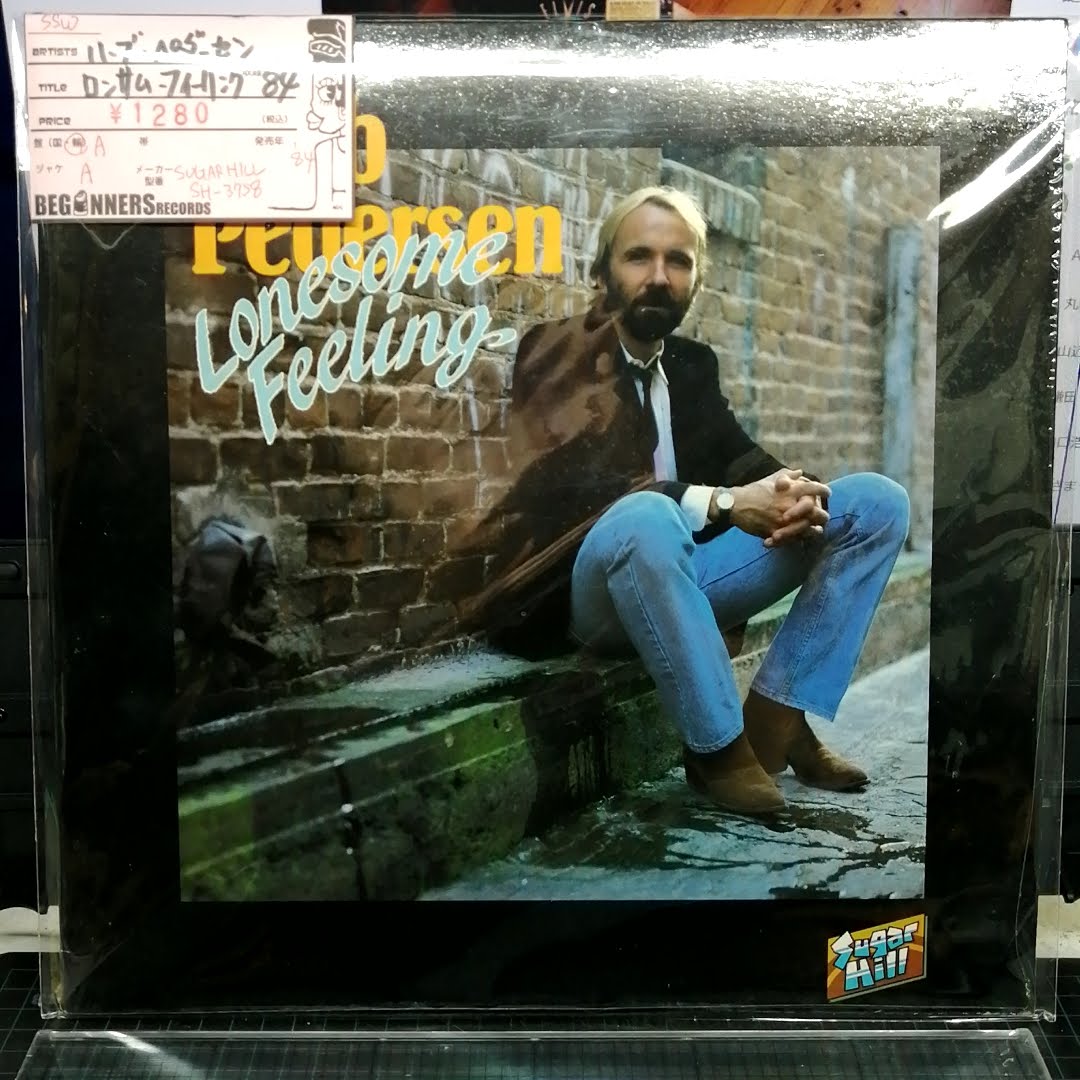 SSW
ARTISTS ハーブ・ペダーセン
TITLE ロンサム・フィーリング '84
PRICE ¥1280 (税込)
盤 (国・輸) A 帯 発売年 '84
ジャケ A メーカー型番 SUGAR HILL
SH-3738
BEGINNERS RECORDS
Pedersen
Lonesome
Feeling
Sugar
Hill